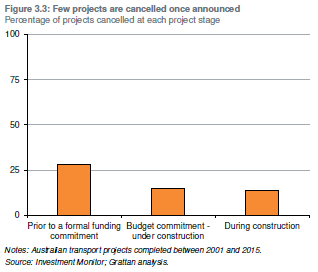 Figure 3.3: Few projects are cancelled once announced
Percentage of projects cancelled at each project stage
100
75
50
25
0
Prior to a formal funding
commitment
Budget commitment -
under construction
During construction
Notes: Australian transport projects completed between 2001 and 2015.
Source: Investment Monitor; Grattan analysis.